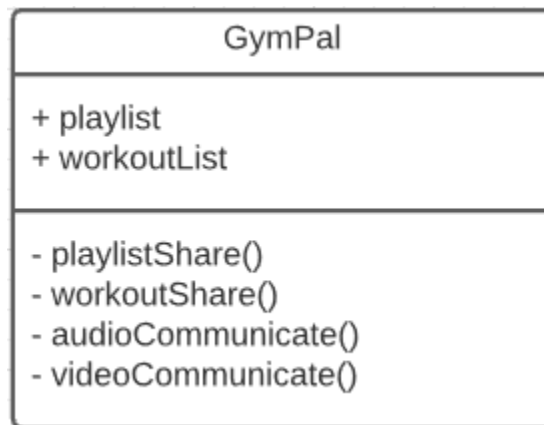 GymPal
+ playlist
+ workoutList
- playlistShare()
- workoutShare()
- audioCommunicate()
- videoCommunicate()